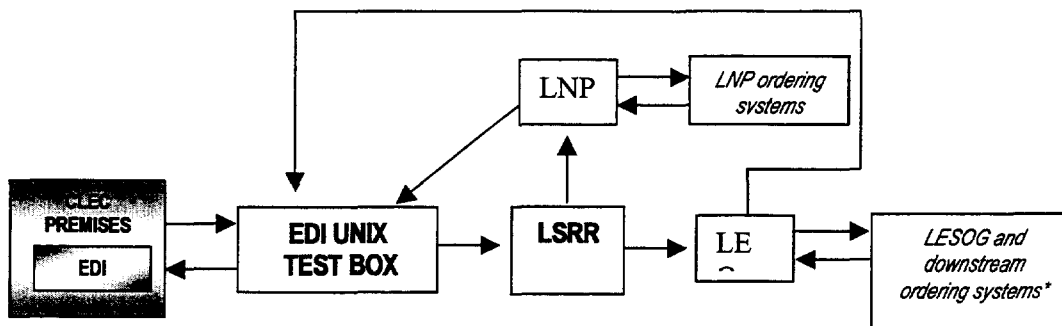 LNP
LNP ordering
systems
CLEC
PREMISES
EDI
EDI UNIX
TEST BOX
LSRR
LE
LESOG and
downstream
ordering systems*